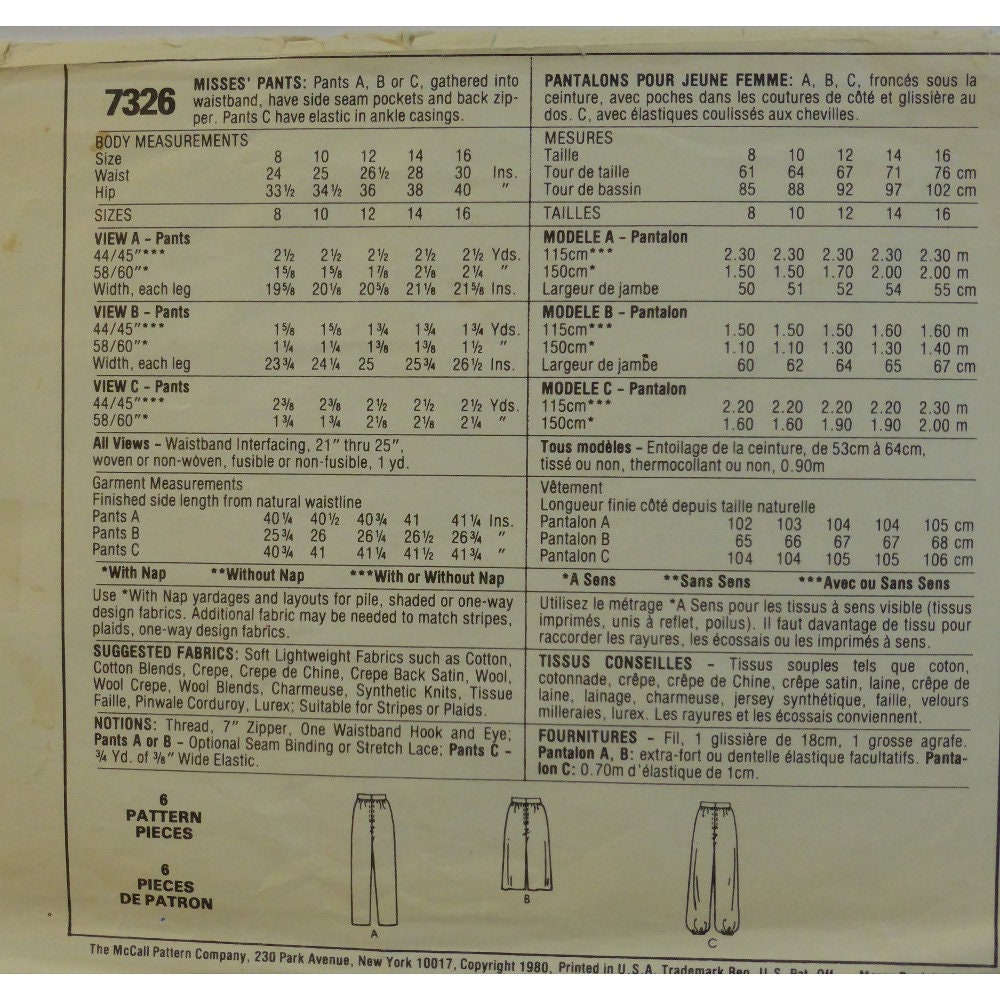 7326
MISSES' PANTS: Pants A, B or C, gathered into
waistband, have side seam pockets and back zip-
per. Pants C have elastic in ankle casings.
BODY MEASUREMENTS
Size 8 10 12 14 16
Waist 24 25 26½ 28 30 Ins.
Hip 33½ 34½ 36 38 40 "
SIZES 8 10 12 14 16
VIEW A - Pants
44/45"*** 2½ 2½ 2½ 2½ 2½ Yds.
58/60"* 1⅝ 1⅝ 1⅞ 2⅛ 2¼ "
Width, each leg 19⅝ 20⅛ 20⅝ 21⅛ 21⅝ Ins.
VIEW B - Pants
44/45"*** 1⅝ 1⅝ 1¾ 1¾ 1¾ Yds.
58/60"* 1¼ 1¼ 1⅜ 1⅜ 1½ "
Width, each leg 23¾ 24¼ 25 25¾ 26½ Ins.
VIEW C - Pants
44/45"*** 2⅜ 2⅜ 2½ 2½ 2½ Yds.
58/60"* 1¾ 1¾ 2⅛ 2⅛ 2¼ "
All Views - Waistband Interfacing, 21" thru 25",
woven or non-woven, fusible or non-fusible, 1 yd.
Garment Measurements
Finished side length from natural waistline
Pants A 40¼ 40½ 40¾ 41 41¼ Ins.
Pants B 25¾ 26 26¼ 26½ 26¾ "
Pants C 40¾ 41 41¼ 41½ 41¾ "
*With Nap **Without Nap ***With or Without Nap
Use *With Nap yardages and layouts for pile, shaded or one-way
design fabrics. Additional fabric may be needed to match stripes,
plaids, one-way design fabrics.
SUGGESTED FABRICS: Soft Lightweight Fabrics such as Cotton,
Cotton Blends, Crepe, Crepe de Chine, Crepe Back Satin, Wool,
Wool Crepe, Wool Blends, Charmeuse, Synthetic Knits, Tissue
Faille, Pinwale Corduroy, Lurex; Suitable for Stripes or Plaids.
NOTIONS: Thread, 7" Zipper, One Waistband Hook and Eye;
Pants A or B - Optional Seam Binding or Stretch Lace; Pants C -
¾ Yd. of ⅜" Wide Elastic.
PANTALONS POUR JEUNE FEMME: A, B, C, froncés sous la
ceinture, avec poches dans les coutures de côté et glissière au
dos. C, avec élastiques coulissés aux chevilles.
MESURES
Taille 8 10 12 14 16
Tour de taille 61 64 67 71 76 cm
Tour de bassin 85 88 92 97 102 cm
TAILLES 8 10 12 14 16
MODELE A - Pantalon
115cm*** 2.30 2.30 2.30 2.30 2.30 m
150cm* 1.50 1.50 1.70 2.00 2.00 m
Largeur de jambe 50 51 52 54 55 cm
MODELE B - Pantalon
115cm*** 1.50 1.50 1.50 1.60 1.60 m
150cm* 1.10 1.10 1.30 1.30 1.40 m
Largeur de jambe 60 62 64 65 67 cm
MODELE C - Pantalon
115cm*** 2.20 2.20 2.20 2.20 2.30 m
150cm* 1.60 1.60 1.90 1.90 2.00 m
Tous modèles - Entoilage de la ceinture, de 53cm à 64cm,
tissé ou non, thermocollant ou non, 0.90m
Vêtement
Longueur finie côté depuis taille naturelle
Pantalon A 102 103 104 104 105 cm
Pantalon B 65 66 67 67 68 cm
Pantalon C 104 104 105 105 106 cm
*A Sens **Sans Sens ***Avec ou Sans Sens
Utilisez le métrage *A Sens pour les tissus à sens visible (tissus
imprimés, unis à reflet, poilus). Il faut davantage de tissu pour
raccorder les rayures, les écossais ou les imprimés à sens.
TISSUS CONSEILLES - Tissus souples tels que coton,
cotonnade, crêpe, crêpe de Chine, crêpe satin, laine, crêpe de
laine, lainage, charmeuse, jersey synthétique, faille, velours
milleraies, lurex. Les rayures et les écossais conviennent.
FOURNITURES - Fil, 1 glissière de 18cm, 1 grosse agrafe.
Pantalon A, B: extra-fort ou dentelle élastique facultatifs. Panta-
lon C: 0.70m d'élastique de 1cm.
6
PATTERN
PIECES
6
PIECES
DE PATRON
A
B
C
The McCall Pattern Company, 230 Park Avenue, New York 10017, Copyright 1980, Printed in U.S.A. Trademark Reg. U.S. Pat. Off.